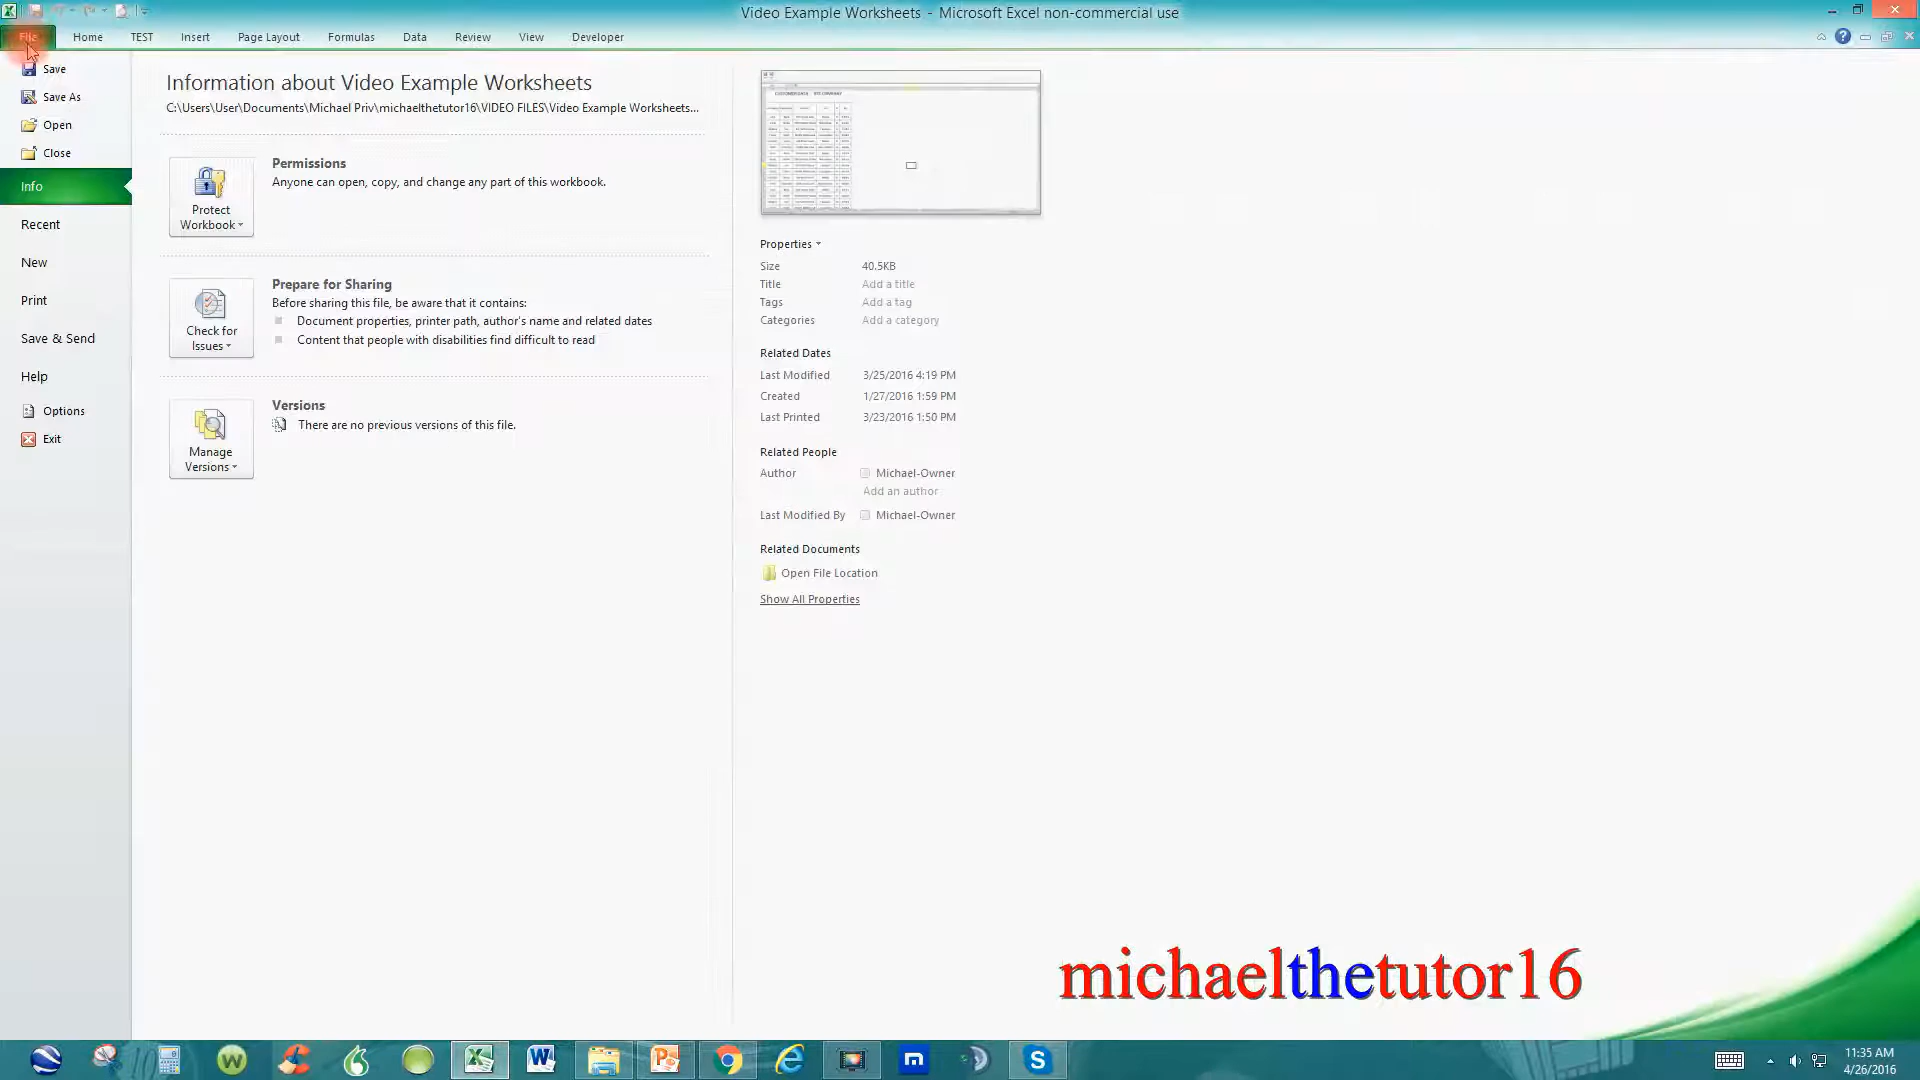 Video Example Worksheets - Microsoft Excel non-commercial use
File Home TEST Insert Page Layout Formulas Data Review View Developer
Save
Save As
Open
Close
Info
Recent
New
Print
Save & Send
Help
Options
Exit
Information about Video Example Worksheets
C:\Users\User\Documents\Michael Priv\michaelthetutor16\VIDEO FILES\Video Example Worksheets...
Protect
Workbook
Permissions
Anyone can open, copy, and change any part of this workbook.
Check for
Issues
Prepare for Sharing
Before sharing this file, be aware that it contains:
Document properties, printer path, author's name and related dates
Content that people with disabilities find difficult to read
Manage
Versions
Versions
There are no previous versions of this file.
Properties
Size 40.5KB
Title Add a title
Tags Add a tag
Categories Add a category
Related Dates
Last Modified 3/25/2016 4:19 PM
Created 1/27/2016 1:59 PM
Last Printed 3/23/2016 1:50 PM
Related People
Author Michael-Owner
Add an author
Last Modified By Michael-Owner
Related Documents
Open File Location
Show All Properties
michaelthetutor16
11:35 AM
4/26/2016